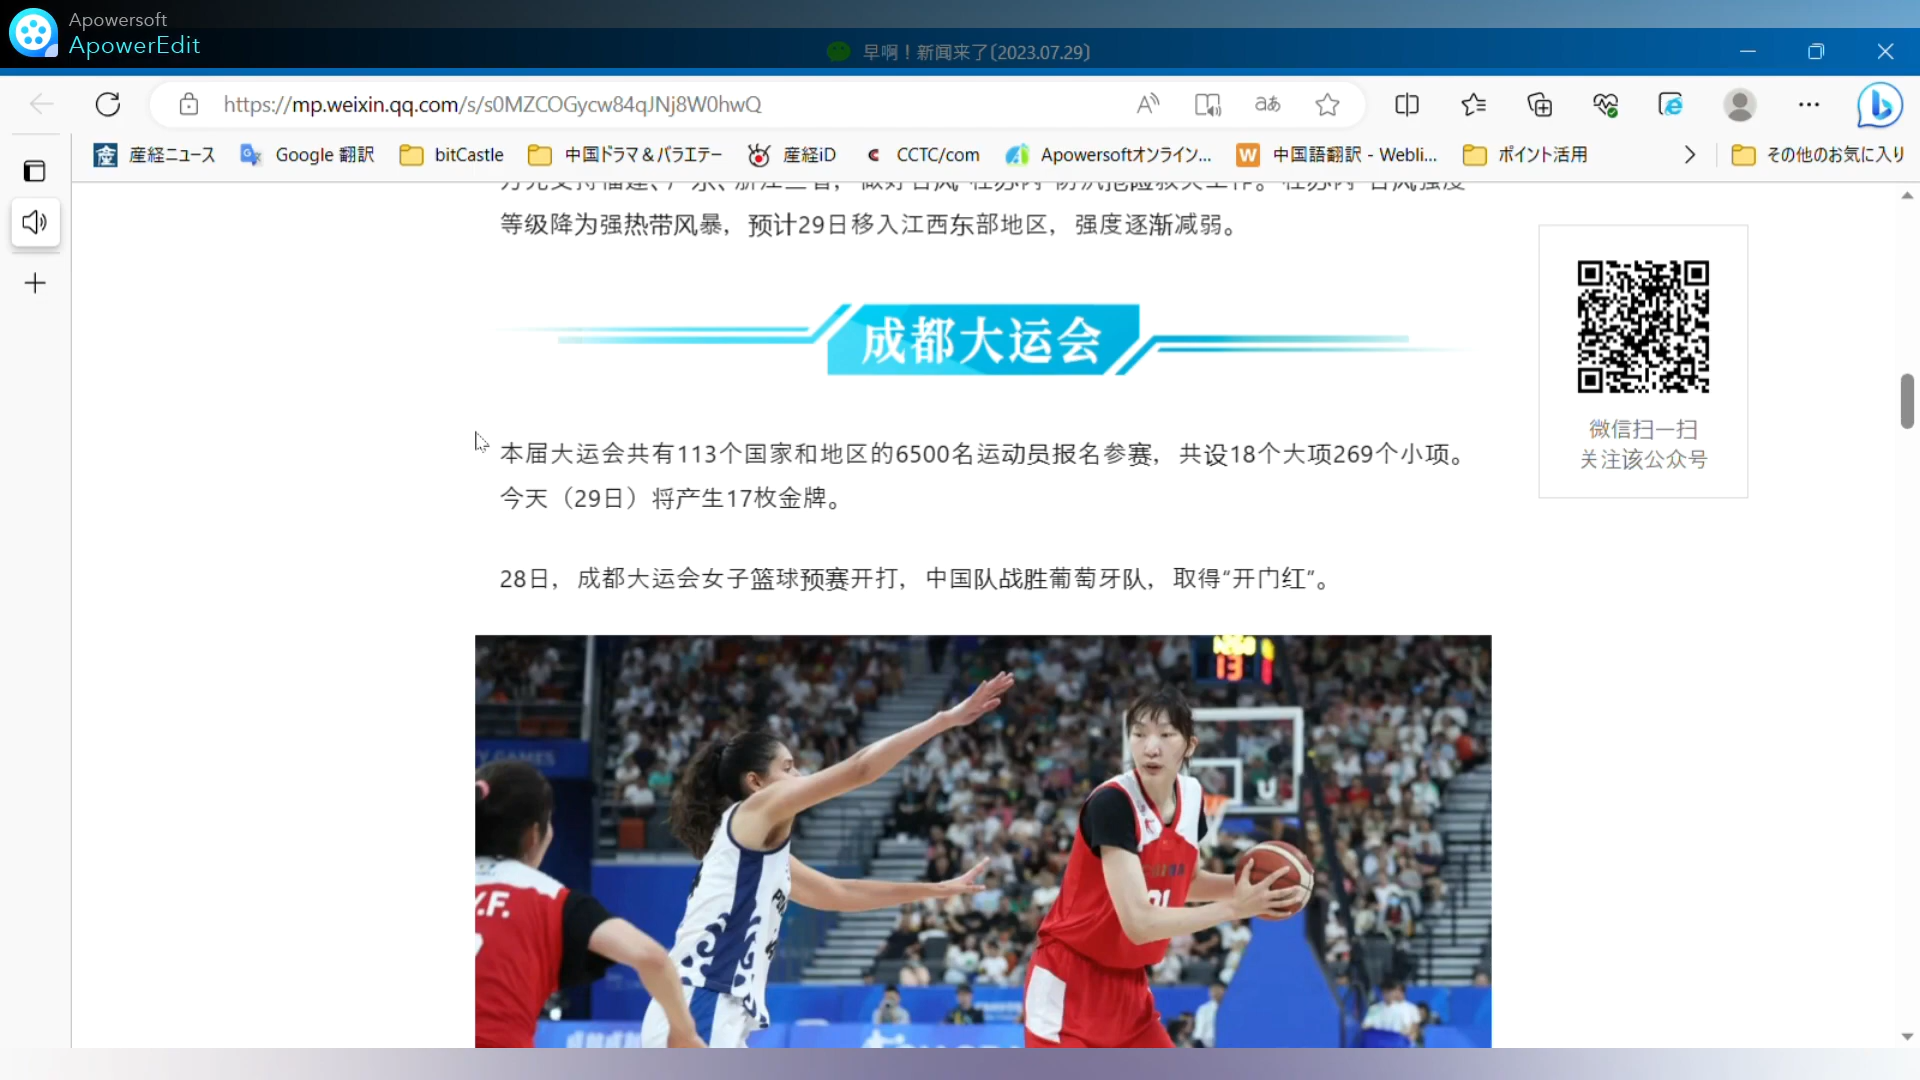 Apowersoft
ApowerEdit
早啊！新闻来了〔2023.07.29〕
https://mp.weixin.qq.com/s/s0MZCOGycw84qJNj8W0hwQ
産経ニュース
Google 翻訳
bitCastle
中国ドラマ＆バラエテー
産経iD
CCTC/com
Apowersoftオンライン...
中国語翻訳 - Webli...
ポイント活用
その他のお気に入り
等级降为强热带风暴，预计29日移入江西东部地区，强度逐渐减弱。
成都大运会
本届大运会共有113个国家和地区的6500名运动员报名参赛，共设18个大项269个小项。
今天（29日）将产生17枚金牌。
28日，成都大运会女子篮球预赛开打，中国队战胜葡萄牙队，取得“开门红”。
微信扫一扫
关注该公众号
13
Y.F.
CHINA